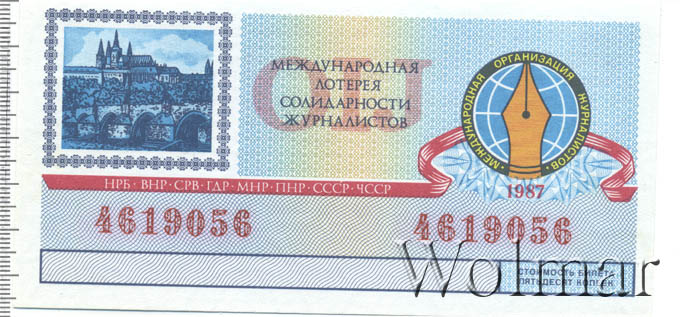 МЕЖДУНАРОДНАЯ
ЛОТЕРЕЯ
СОЛИДАРНОСТИ
ЖУРНАЛИСТОВ
МЕЖДУНАРОДНАЯ ОРГАНИЗАЦИЯ ЖУРНАЛИСТОВ
1987
НРБ · ВНР · СРВ · ГДР · МНР · ПНР · СССР · ЧССР
4619056 4619056
СТОИМОСТЬ БИЛЕТА
ПЯТЬДЕСЯТ КОПЕЕК
Wolmar